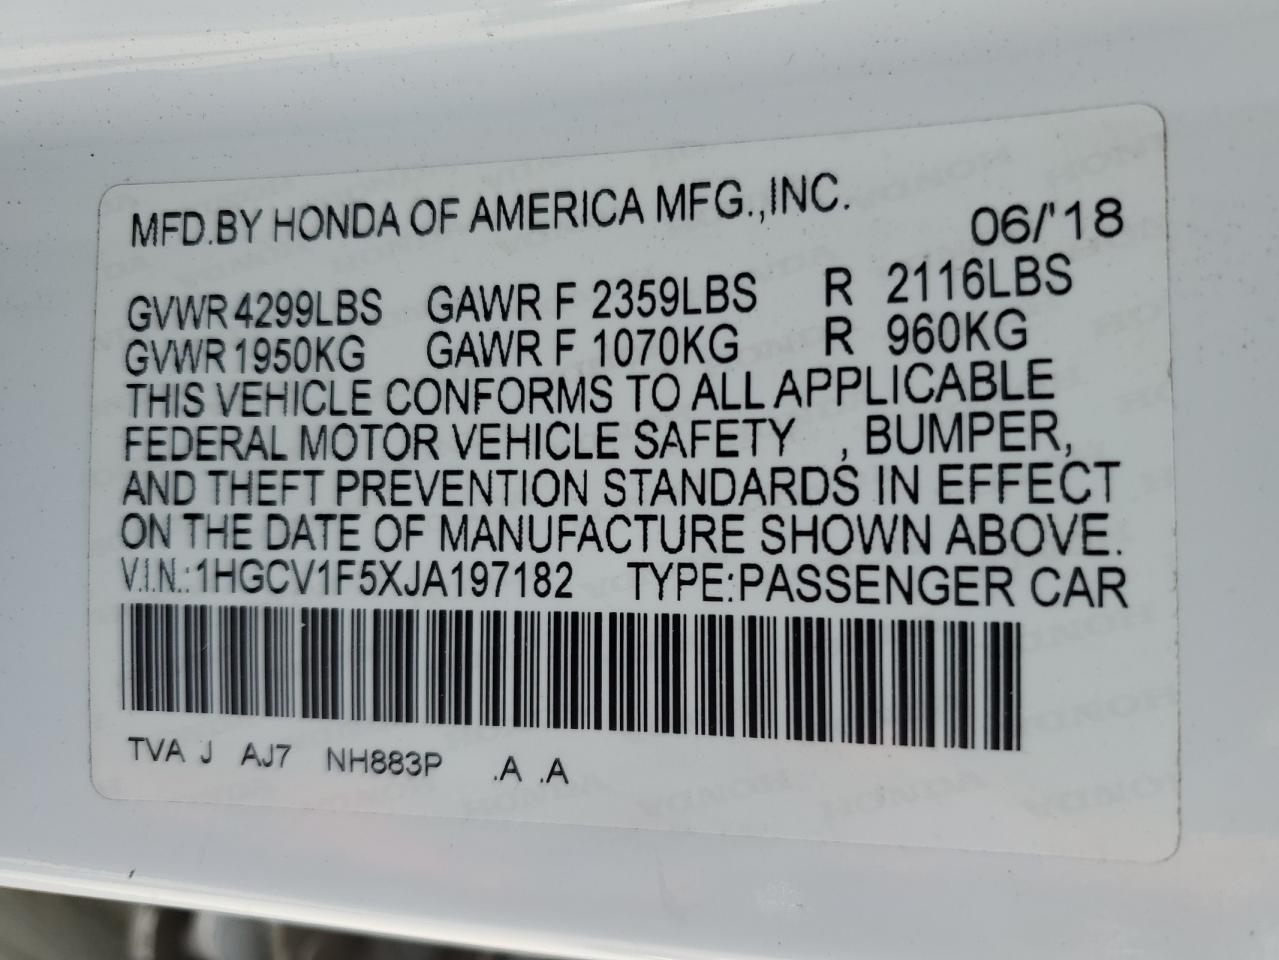 MFD.BY HONDA OF AMERICA MFG.,INC. 06/'18
GVWR 4299LBS GAWR F 2359LBS R 2116LBS
GVWR 1950KG GAWR F 1070KG R 960KG
THIS VEHICLE CONFORMS TO ALL APPLICABLE
FEDERAL MOTOR VEHICLE SAFETY , BUMPER,
AND THEFT PREVENTION STANDARDS IN EFFECT
ON THE DATE OF MANUFACTURE SHOWN ABOVE.
V.I.N.:1HGCV1F5XJA197182 TYPE:PASSENGER CAR
TVA J AJ7 NH883P .A .A